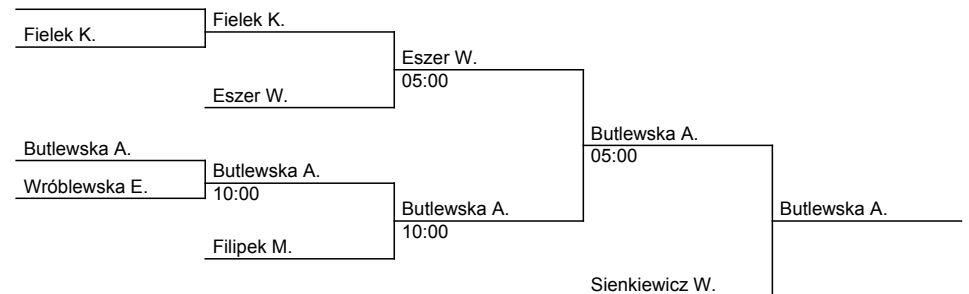 Fielek K.
Fielek K.
Eszer W.
05:00
Eszer W.
Butlewska A.
05:00
Butlewska A.
Butlewska A.
10:00
Wróblewska E.
Butlewska A.
Butlewska A.
10:00
Filipek M.
Sienkiewicz W.